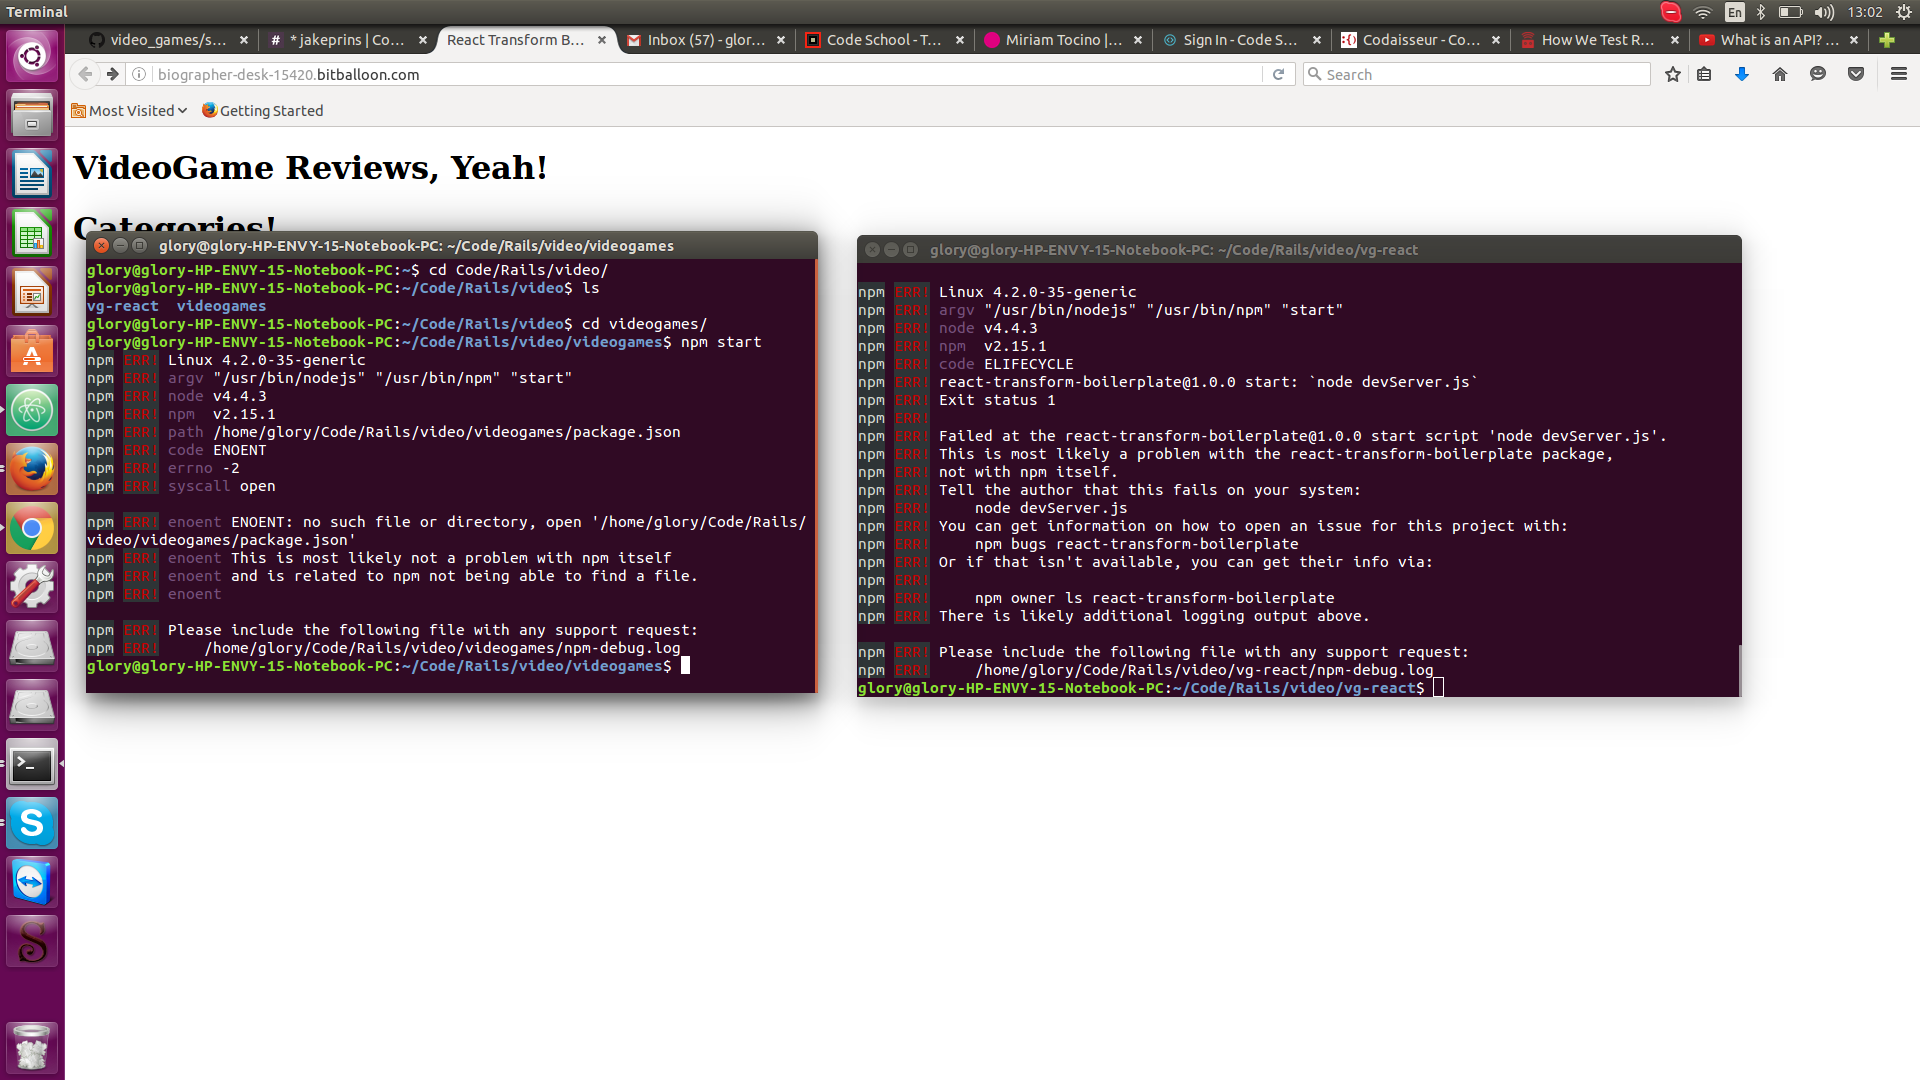 Terminal
En
13:02
video_games/s...
* jakeprins | Co...
React Transform B...
Inbox (57) - glor...
Code School - T...
Miriam Tocino |...
Sign In - Code S...
Codaisseur - Co...
How We Test R...
What is an API? ...
biographer-desk-15420.bitballoon.com
Search
Most Visited
Getting Started
VideoGame Reviews, Yeah!
Categories!
glory@glory-HP-ENVY-15-Notebook-PC: ~/Code/Rails/video/videogames
glory@glory-HP-ENVY-15-Notebook-PC:~$ cd Code/Rails/video/
glory@glory-HP-ENVY-15-Notebook-PC:~/Code/Rails/video$ ls
vg-react  videogames
glory@glory-HP-ENVY-15-Notebook-PC:~/Code/Rails/video$ cd videogames/
glory@glory-HP-ENVY-15-Notebook-PC:~/Code/Rails/video/videogames$ npm start
npm ERR! Linux 4.2.0-35-generic
npm ERR! argv "/usr/bin/nodejs" "/usr/bin/npm" "start"
npm ERR! node v4.4.3
npm ERR! npm  v2.15.1
npm ERR! path /home/glory/Code/Rails/video/videogames/package.json
npm ERR! code ENOENT
npm ERR! errno -2
npm ERR! syscall open
npm ERR! enoent ENOENT: no such file or directory, open '/home/glory/Code/Rails/
video/videogames/package.json'
npm ERR! enoent This is most likely not a problem with npm itself
npm ERR! enoent and is related to npm not being able to find a file.
npm ERR! enoent
npm ERR! Please include the following file with any support request:
npm ERR!     /home/glory/Code/Rails/video/videogames/npm-debug.log
glory@glory-HP-ENVY-15-Notebook-PC:~/Code/Rails/video/videogames$
glory@glory-HP-ENVY-15-Notebook-PC: ~/Code/Rails/video/vg-react
npm ERR! Linux 4.2.0-35-generic
npm ERR! argv "/usr/bin/nodejs" "/usr/bin/npm" "start"
npm ERR! node v4.4.3
npm ERR! npm  v2.15.1
npm ERR! code ELIFECYCLE
npm ERR! react-transform-boilerplate@1.0.0 start: `node devServer.js`
npm ERR! Exit status 1
npm ERR!
npm ERR! Failed at the react-transform-boilerplate@1.0.0 start script 'node devServer.js'.
npm ERR! This is most likely a problem with the react-transform-boilerplate package,
npm ERR! not with npm itself.
npm ERR! Tell the author that this fails on your system:
npm ERR!     node devServer.js
npm ERR! You can get information on how to open an issue for this project with:
npm ERR!     npm bugs react-transform-boilerplate
npm ERR! Or if that isn't available, you can get their info via:
npm ERR!
npm ERR!     npm owner ls react-transform-boilerplate
npm ERR! There is likely additional logging output above.
npm ERR! Please include the following file with any support request:
npm ERR!     /home/glory/Code/Rails/video/vg-react/npm-debug.log
glory@glory-HP-ENVY-15-Notebook-PC:~/Code/Rails/video/vg-react$